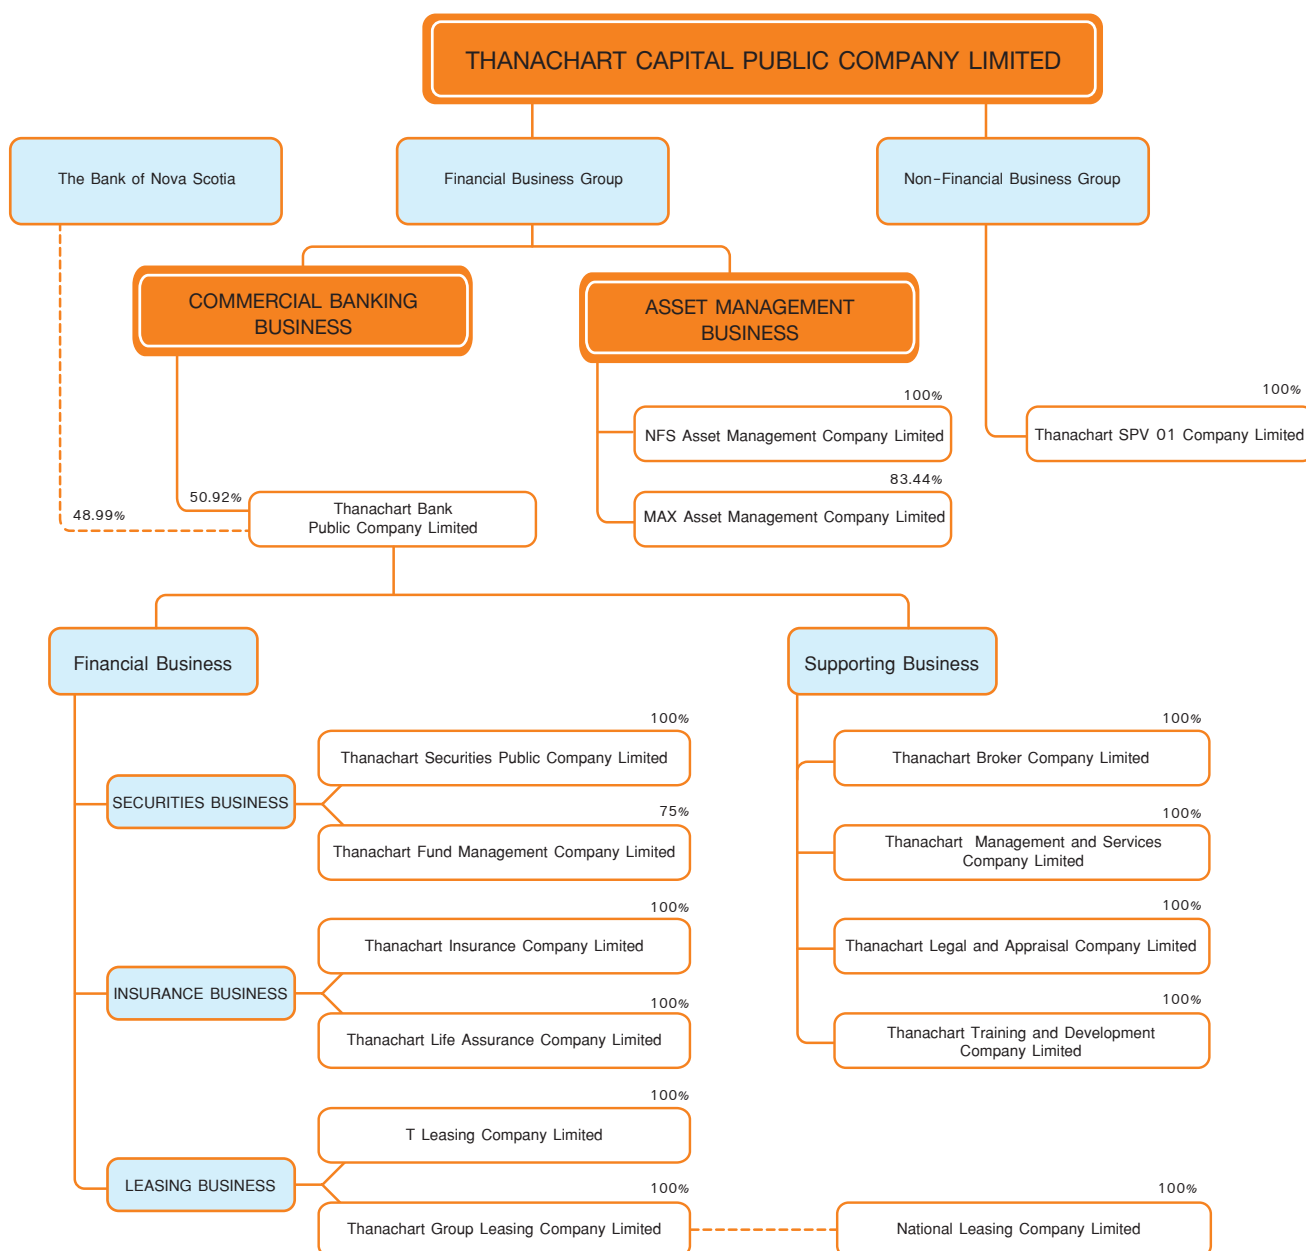 THANACHART CAPITAL PUBLIC COMPANY LIMITED
The Bank of Nova Scotia
Financial Business Group
Non-Financial Business Group
COMMERCIAL BANKING
BUSINESS
ASSET MANAGEMENT
BUSINESS
100%
NFS Asset Management Company Limited
100%
Thanachart SPV 01 Company Limited
83.44%
MAX Asset Management Company Limited
50.92%
48.99%
Thanachart Bank
Public Company Limited
Financial Business
Supporting Business
100%
Thanachart Securities Public Company Limited
SECURITIES BUSINESS
75%
Thanachart Fund Management Company Limited
100%
Thanachart Insurance Company Limited
INSURANCE BUSINESS
100%
Thanachart Life Assurance Company Limited
100%
T Leasing Company Limited
LEASING BUSINESS
100%
Thanachart Group Leasing Company Limited
100%
National Leasing Company Limited
100%
Thanachart Broker Company Limited
100%
Thanachart Management and Services
Company Limited
100%
Thanachart Legal and Appraisal Company Limited
100%
Thanachart Training and Development
Company Limited